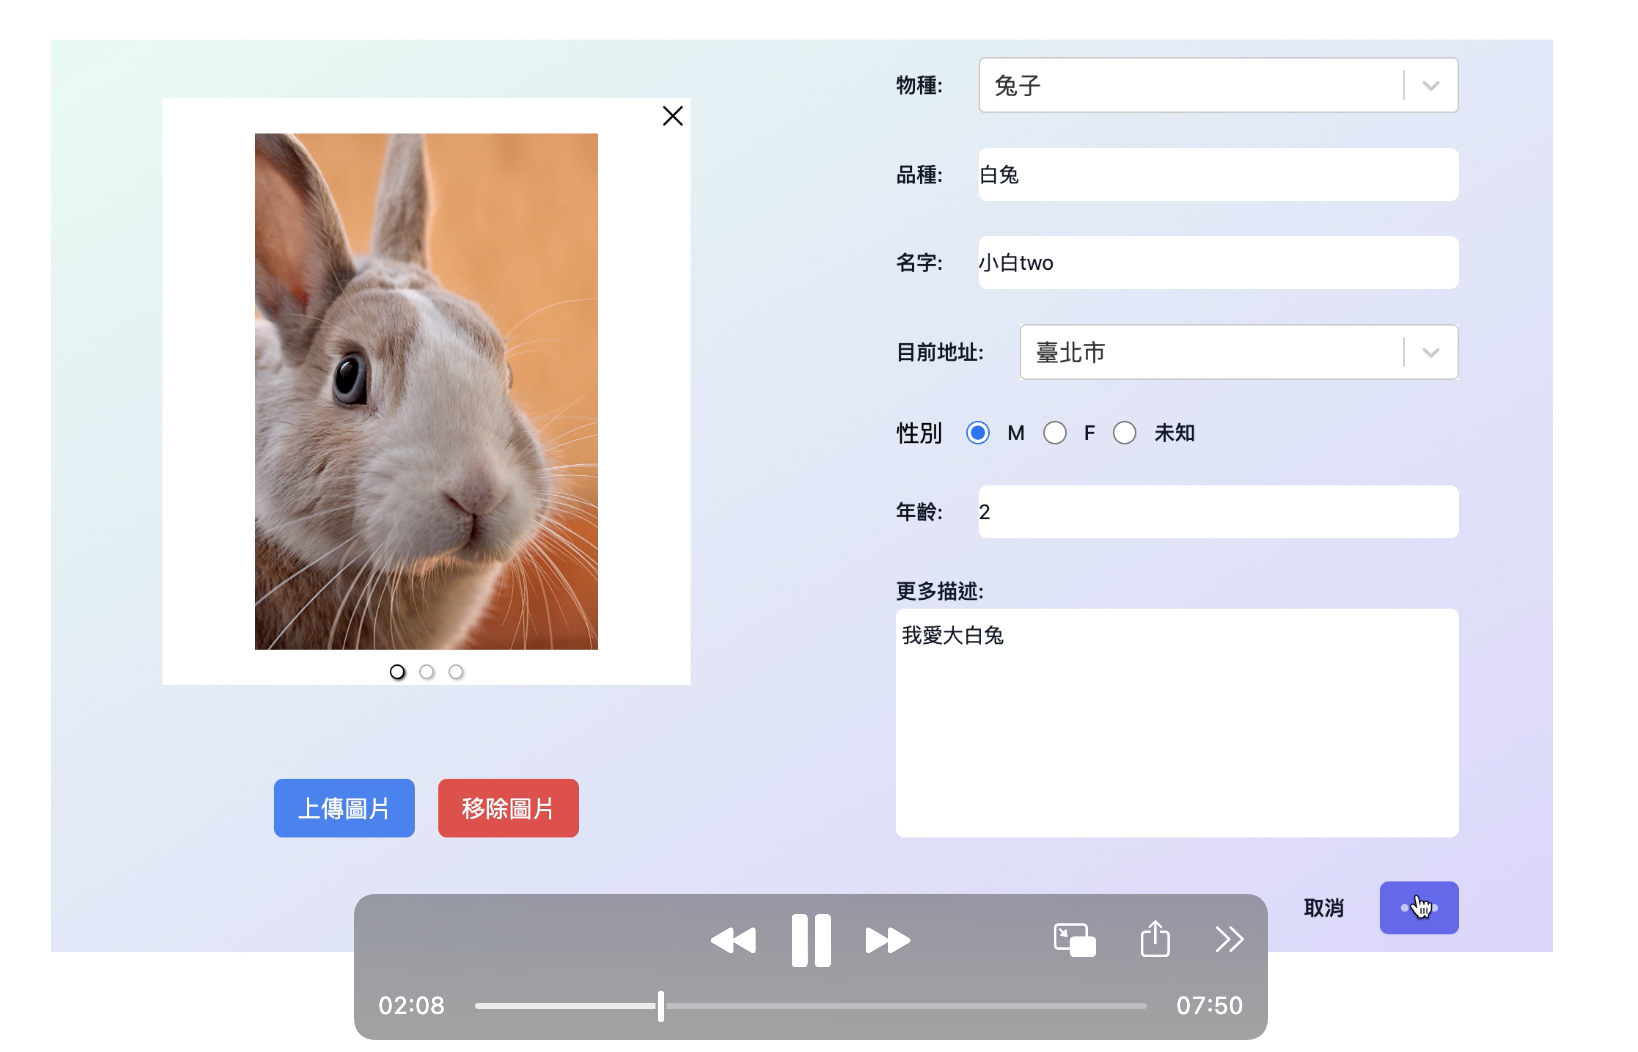 物種:
兔子
品種:
白兔
名字:
小白two
目前地址:
臺北市
性別 M F 未知
年齡:
2
更多描述:
我愛大白兔
上傳圖片
移除圖片
取消
02:08
07:50